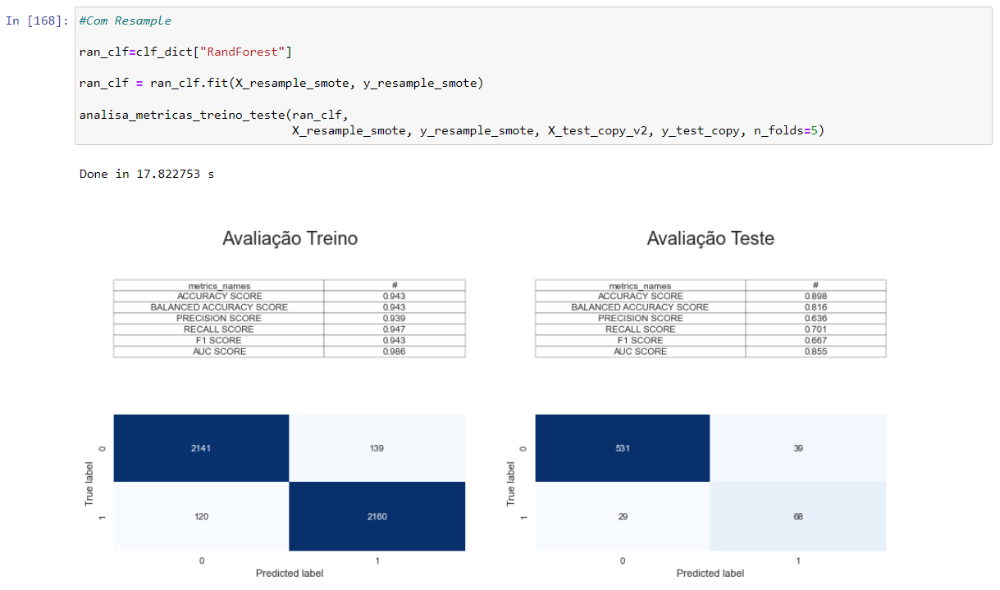 In [168]: #Com Resample
ran_clf=clf_dict["RandForest"]
ran_clf = ran_clf.fit(X_resample_smote, y_resample_smote)
analisa_metricas_treino_teste(ran_clf,
X_resample_smote, y_resample_smote, X_test_copy_v2, y_test_copy, n_folds=5)
Done in 17.822753 s
Avaliação Treino
metrics_names #
ACCURACY SCORE 0.943
BALANCED ACCURACY SCORE 0.943
PRECISION SCORE 0.939
RECALL SCORE 0.947
F1 SCORE 0.943
AUC SCORE 0.986
True label
0 2141 139
1 120 2160
0 1
Predicted label
Avaliação Teste
metrics_names #
ACCURACY SCORE 0.898
BALANCED ACCURACY SCORE 0.816
PRECISION SCORE 0.636
RECALL SCORE 0.701
F1 SCORE 0.667
AUC SCORE 0.855
True label
0 531 39
1 29 68
0 1
Predicted label